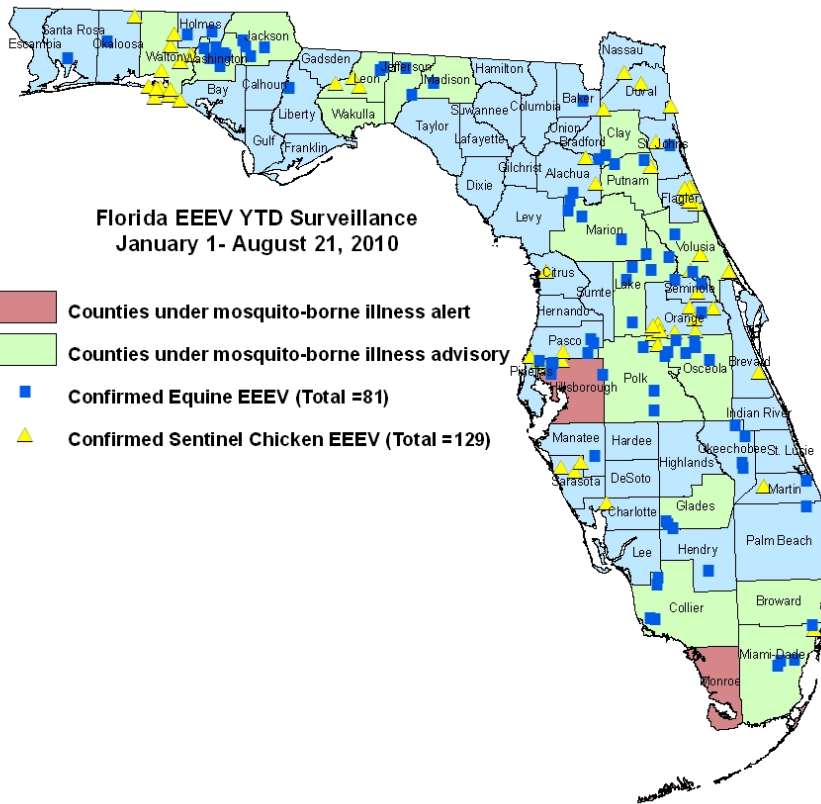 Holmes
Jackson
Santa Rosa
Escambia
Okaloosa
Walton
Washington
Nassau
Gadsden
Jefferson
Hamilton
Leon
Madison
Duval
Bay
Calhoun
Baker
Liberty
Wakulla
Suwannee
Columbia
Taylor
Union
Clay
Gulf
Lafayette
Bradford
St. Johns
Franklin
Gilchrist
Alachua
Putnam
Dixie
Flagler
Levy
Marion
Volusia
Florida EEEV YTD Surveillance
January 1- August 21, 2010
Citrus
Lake
Sumter
Seminole
Hernando
Orange
Counties under mosquito-borne illness alert
Pasco
Counties under mosquito-borne illness advisory
Brevard
Osceola
Pinellas
Hillsborough
Polk
Confirmed Equine EEEV (Total =81)
Indian River
Confirmed Sentinel Chicken EEEV (Total =129)
Manatee
Hardee
Okeechobee
St. Lucie
Highlands
Sarasota
DeSoto
Martin
Glades
Charlotte
Palm Beach
Lee
Hendry
Collier
Broward
Miami-Dade
Monroe